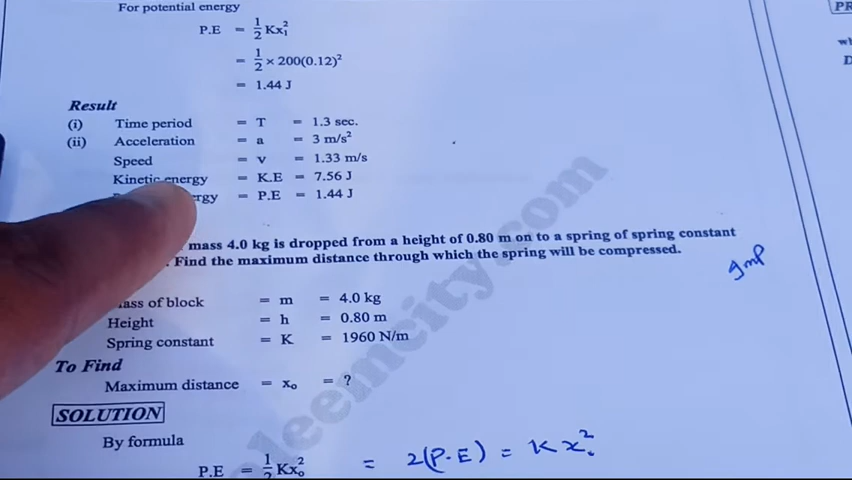 For potential energy
P.E = 1/2 Kx₁²
= 1/2 × 200(0.12)²
= 1.44 J
Result
(i) Time period = T = 1.3 sec.
(ii) Acceleration = a = 3 m/s²
Speed = v = 1.33 m/s
Kinetic energy = K.E = 7.56 J
= P.E = 1.44 J
mass 4.0 kg is dropped from a height of 0.80 m on to a spring of spring constant
Find the maximum distance through which the spring will be compressed.
Imp
of block = m = 4.0 kg
Height = h = 0.80 m
Spring constant = K = 1960 N/m
To Find
Maximum distance = x₀ = ?
SOLUTION
By formula
P.E = 1/2 Kx₀² = 2(P.E) = Kx₀²